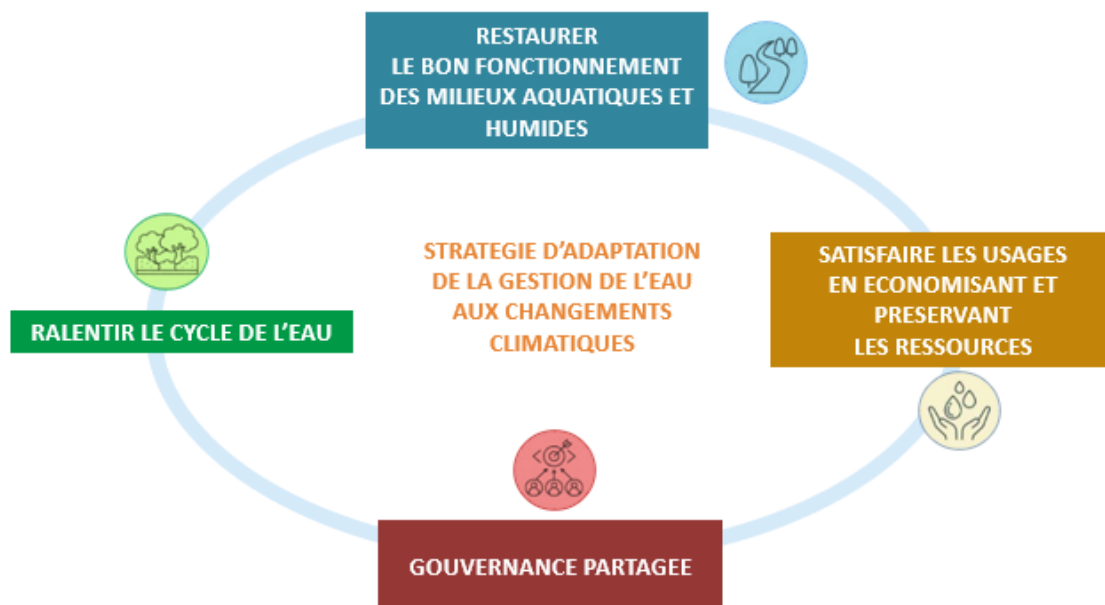 RESTAURER
LE BON FONCTIONNEMENT
DES MILIEUX AQUATIQUES ET
HUMIDES
STRATEGIE D'ADAPTATION
DE LA GESTION DE L'EAU
AUX CHANGEMENTS
CLIMATIQUES
SATISFAIRE LES USAGES
EN ECONOMISANT ET
PRESERVANT
LES RESSOURCES
RALENTIR LE CYCLE DE L'EAU
GOUVERNANCE PARTAGEE